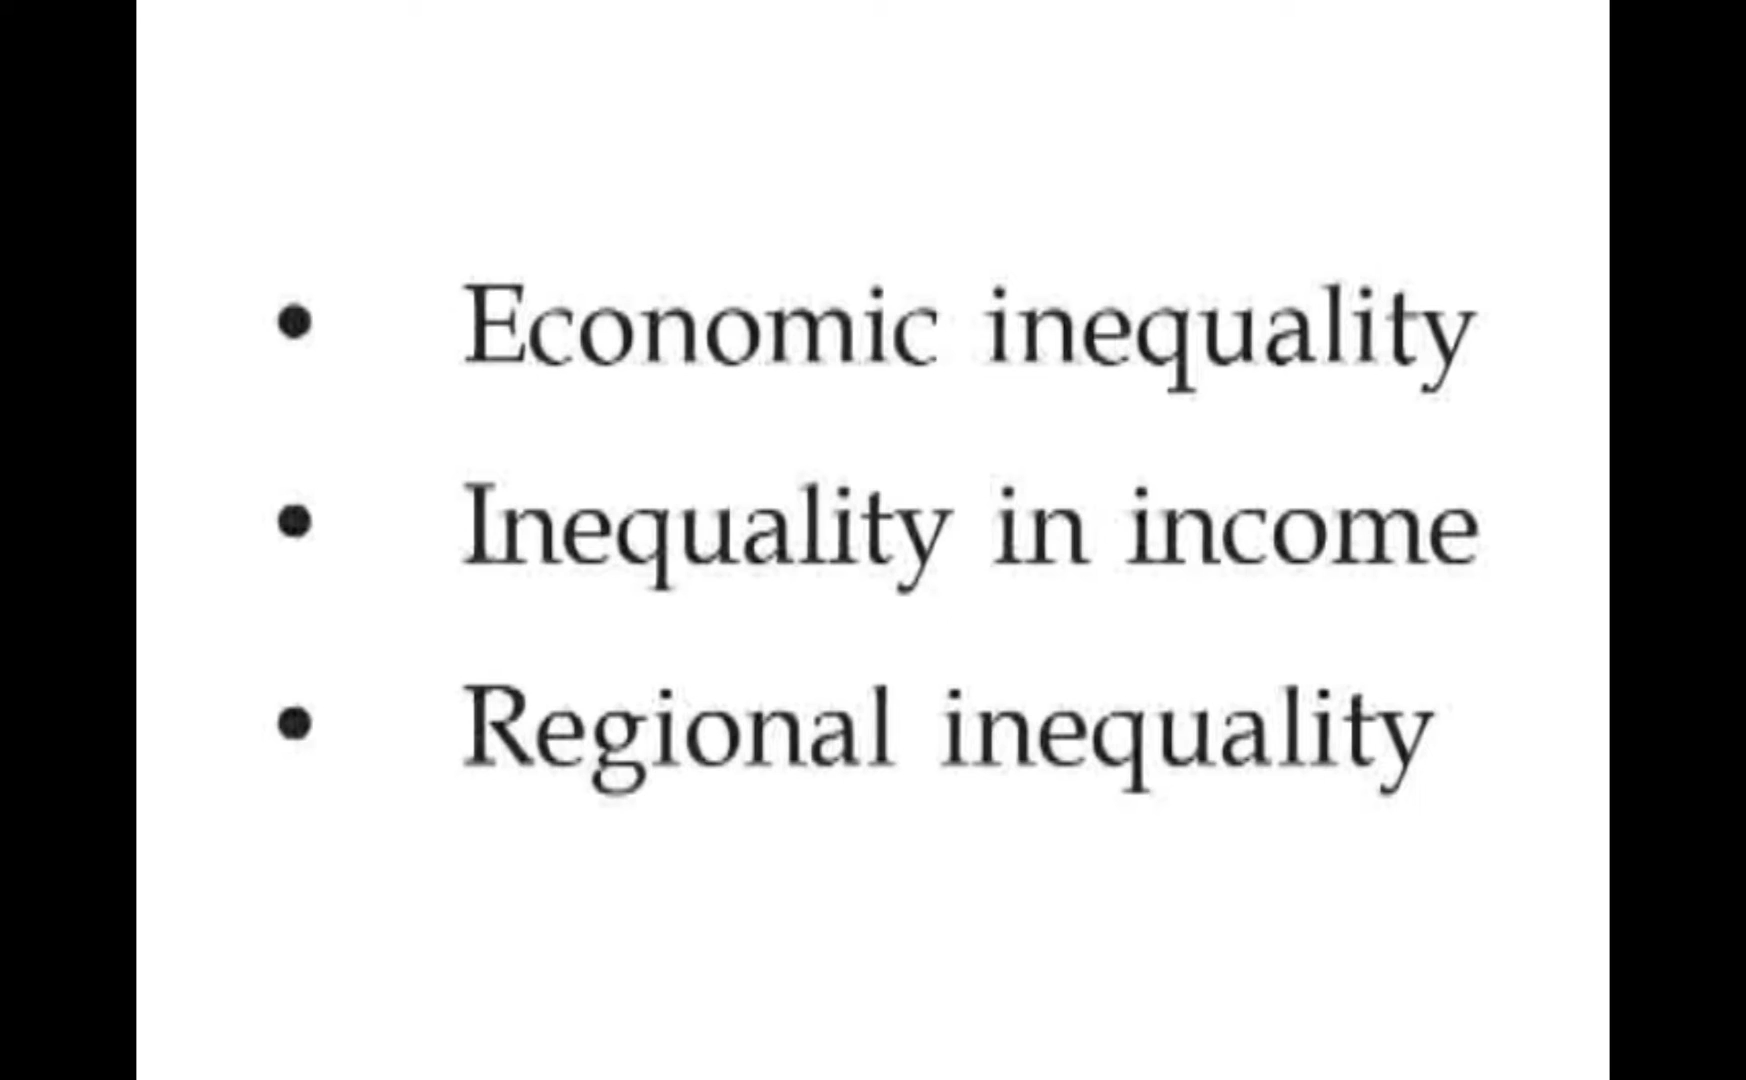 • Economic inequality
• Inequality in income
• Regional inequality